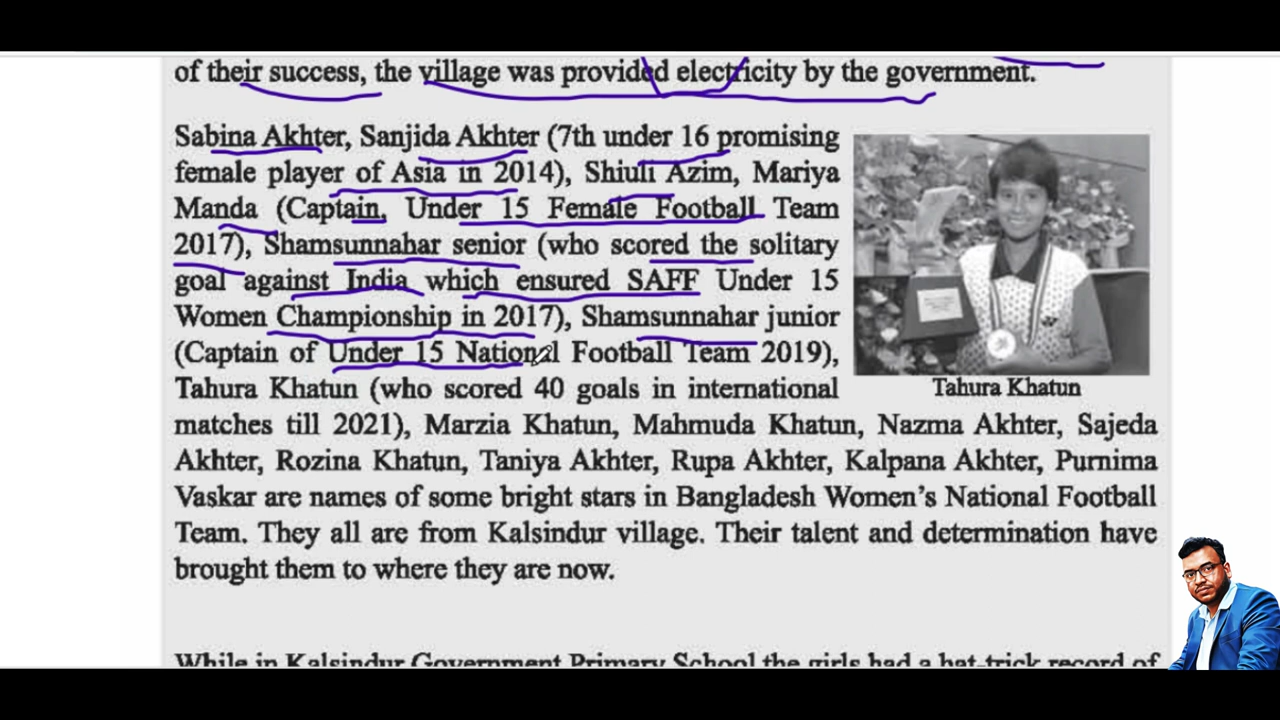 of their success, the village was provided electricity by the government.
Sabina Akhter, Sanjida Akhter (7th under 16 promising
female player of Asia in 2014), Shiuli Azim, Mariya
Manda (Captain, Under 15 Female Football Team
2017), Shamsunnahar senior (who scored the solitary
goal against India which ensured SAFF Under 15
Women Championship in 2017), Shamsunnahar junior
(Captain of Under 15 National Football Team 2019),
Tahura Khatun (who scored 40 goals in international
matches till 2021), Marzia Khatun, Mahmuda Khatun, Nazma Akhter, Sajeda
Akhter, Rozina Khatun, Taniya Akhter, Rupa Akhter, Kalpana Akhter, Purnima
Vaskar are names of some bright stars in Bangladesh Women's National Football
Team. They all are from Kalsindur village. Their talent and determination have
brought them to where they are now.
Tahura Khatun
While in Kalsindur Government Primary School the girls had a hat-trick record of